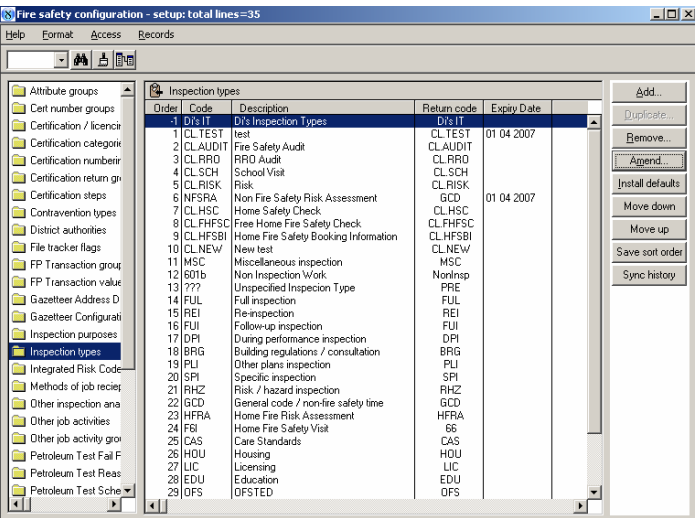 Fire safety configuration - setup: total lines=35
Help Format Access Records
Attribute groups
Cert number groups
Certification / licencin
Certification categorie
Certification numberin
Certification return gro
Certification steps
Contravention types
District authorities
File tracker flags
FP Transaction group
FP Transaction value
Gazetteer Address D
Gazetteer Configurati
Inspection purposes
Inspection types
Integrated Risk Code
Methods of job reciep
Other inspection ana
Other job activities
Other job activity grou
Petroleum Test Fail F
Petroleum Test Reas
Petroleum Test Sche
Inspection types
Order Code Description Return code Expiry Date
-1 Di's IT Di's Inspection Types Di's IT
1 CL.TEST test CL.TEST 01 04 2007
2 CL.AUDIT Fire Safety Audit CL.AUDIT
3 CL.RRO RRO Audit CL.RRO
4 CL.SCH School Visit CL.SCH
5 CL.RISK Risk CL.RISK
6 NFSRA Non Fire Safety Risk Assessment GCD 01 04 2007
7 CL.HSC Home Safety Check CL.HSC
8 CL.FHFSC Free Home Fire Safety Check CL.FHFSC
9 CL.HFSBI Home Fire Safety Booking Information CL.HFSBI
10 CL.NEW New test CL.NEW
11 MSC Miscellaneous inspection MSC
12 601b Non Inspection Work NonInsp
13 ??? Unspecified Inspecion Type PRE
14 FUL Full inspection FUL
15 REI Re-inspection REI
16 FUI Follow-up inspection FUI
17 DPI During performance inspection DPI
18 BRG Building regulations / consultation BRG
19 PLI Other plans inspection PLI
20 SPI Specific inspection SPI
21 RHZ Risk / hazard inspection RHZ
22 GCD General code / non-fire safety time GCD
23 HFRA Home Fire Risk Assessment HFRA
24 F6I Home Fire Safety Visit 66
25 CAS Care Standards CAS
26 HOU Housing HOU
27 LIC Licensing LIC
28 EDU Education EDU
29 OFS OFSTED OFS
Add...
Duplicate...
Remove...
Amend...
Install defaults
Move down
Move up
Save sort order
Sync history